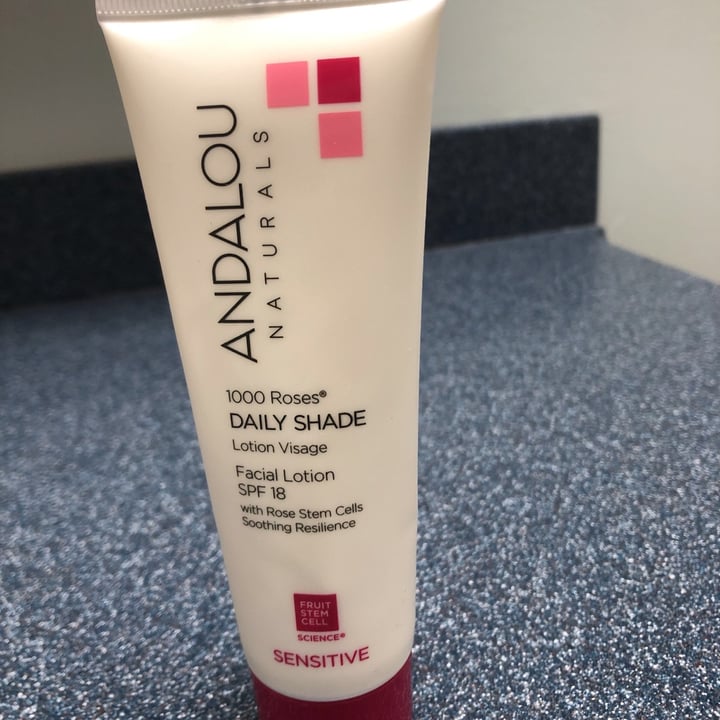 ANDALOU
NATURALS
1000 Roses®
DAILY SHADE
Lotion Visage
Facial Lotion
SPF 18
with Rose Stem Cells
Soothing Resilience
FRUIT
STEM
CELL
SCIENCE®
SENSITIVE